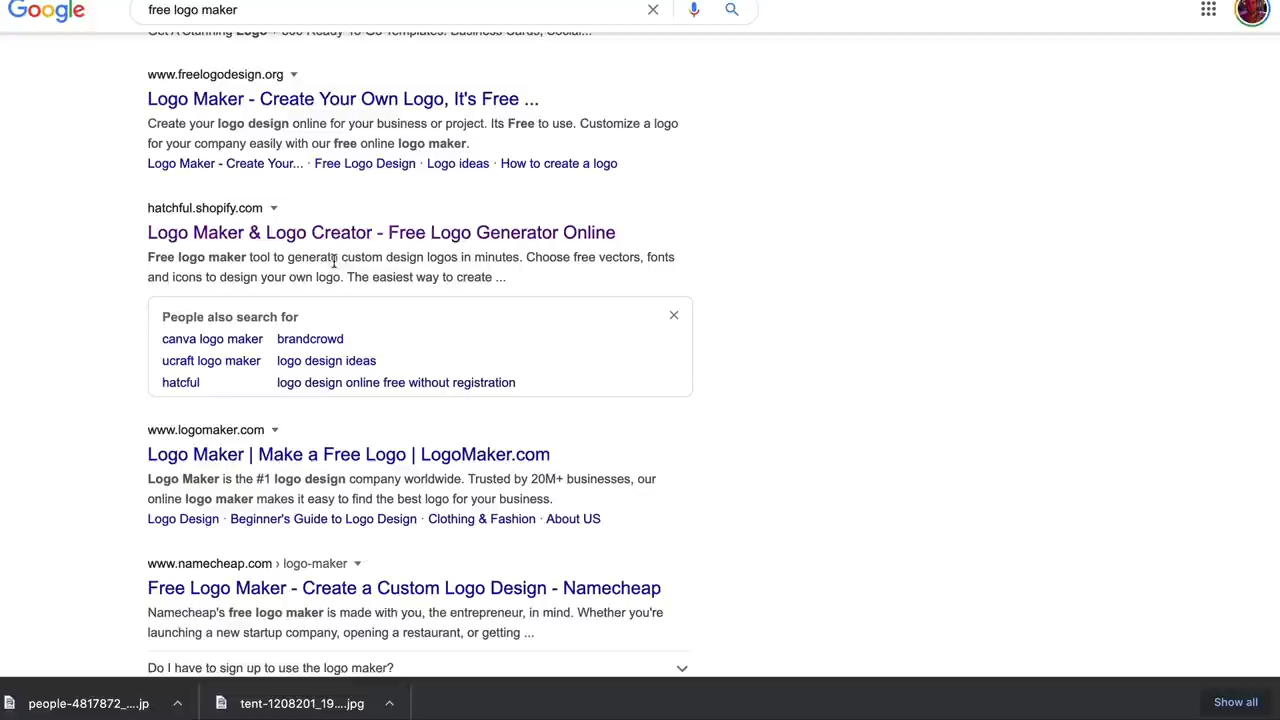 Google
free logo maker
Get A Stunning Logo + 500 Ready-To-Go Templates. Business Cards, Social...
www.freelogodesign.org
Logo Maker - Create Your Own Logo, It's Free ...
Create your logo design online for your business or project. Its Free to use. Customize a logo
for your company easily with our free online logo maker.
Logo Maker - Create Your... · Free Logo Design · Logo ideas · How to create a logo
hatchful.shopify.com
Logo Maker & Logo Creator - Free Logo Generator Online
Free logo maker tool to generate custom design logos in minutes. Choose free vectors, fonts
and icons to design your own logo. The easiest way to create ...
People also search for
canva logo maker brandcrowd
ucraft logo maker logo design ideas
hatcful logo design online free without registration
www.logomaker.com
Logo Maker | Make a Free Logo | LogoMaker.com
Logo Maker is the #1 logo design company worldwide. Trusted by 20M+ businesses, our
online logo maker makes it easy to find the best logo for your business.
Logo Design · Beginner's Guide to Logo Design · Clothing & Fashion · About US
www.namecheap.com › logo-maker
Free Logo Maker - Create a Custom Logo Design - Namecheap
Namecheap's free logo maker is made with you, the entrepreneur, in mind. Whether you're
launching a new startup company, opening a restaurant, or getting ...
Do I have to sign up to use the logo maker?
people-4817872_....jp tent-1208201_19....jpg Show all